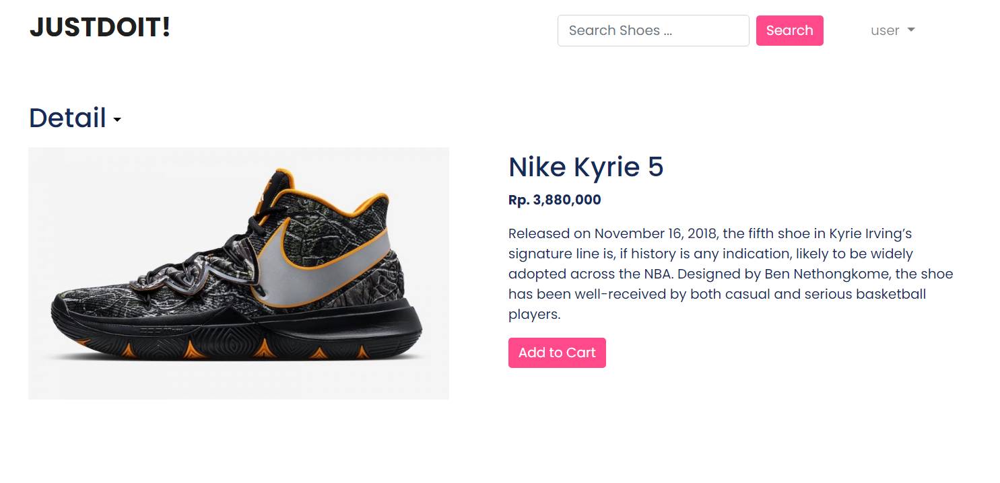 JUSTDOIT!
Search Shoes ...
Search
user
Detail
Nike Kyrie 5
Rp. 3,880,000
Released on November 16, 2018, the fifth shoe in Kyrie Irving’s
signature line is, if history is any indication, likely to be widely
adopted across the NBA. Designed by Ben Nethongkome, the shoe
has been well-received by both casual and serious basketball
players.
Add to Cart